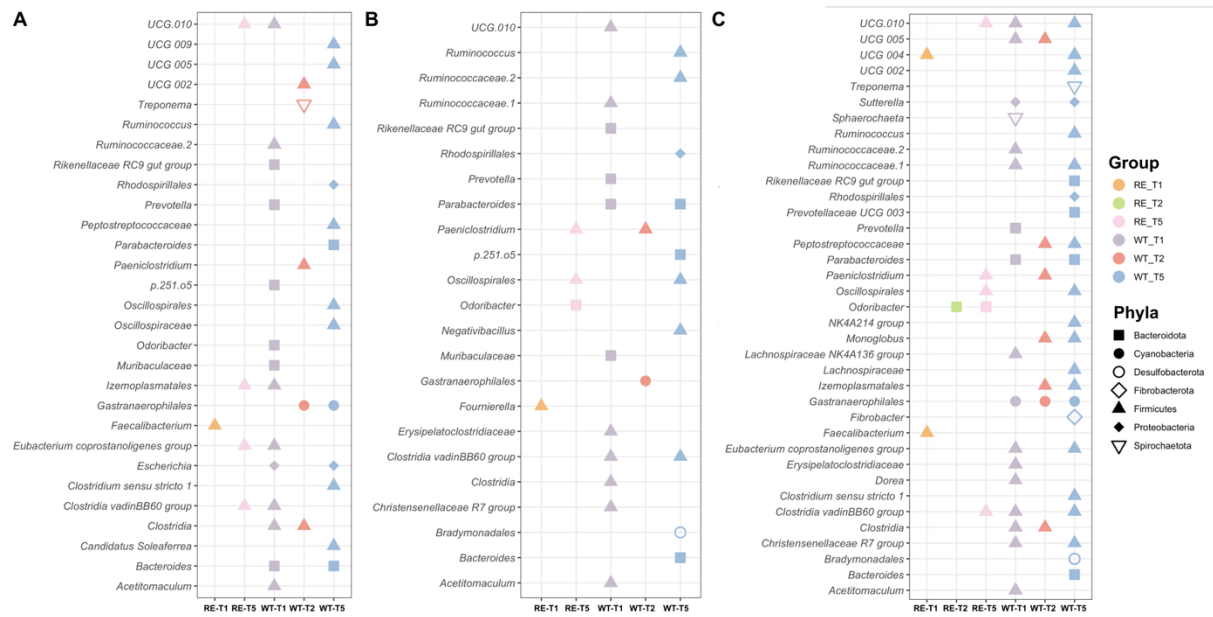 A
UCG.010
UCG 009
UCG 005
UCG 002
Treponema
Ruminococcus
Ruminococcaceae.2
Rikenellaceae RC9 gut group
Rhodospirillales
Prevotella
Peptostreptococcaceae
Parabacteroides
Paeniclostridium
p.251.o5
Oscillospirales
Oscillospiraceae
Odoribacter
Muribaculaceae
Izemoplasmatales
Gastranaerophilales
Faecalibacterium
Eubacterium coprostanoligenes group
Escherichia
Clostridium sensu stricto 1
Clostridia vadinBB60 group
Clostridia
Candidatus Soleaferrea
Bacteroides
Acetitomaculum
RE-T1 RE-T5 WT-T1 WT-T2 WT-T5
B
UCG.010
Ruminococcus
Ruminococcaceae.2
Ruminococcaceae.1
Rikenellaceae RC9 gut group
Rhodospirillales
Prevotella
Parabacteroides
Paeniclostridium
p.251.o5
Oscillospirales
Odoribacter
Negativibacillus
Muribaculaceae
Gastranaerophilales
Fournierella
Erysipelatoclostridiaceae
Clostridia vadinBB60 group
Clostridia
Christensenellaceae R7 group
Bradymonadales
Bacteroides
Acetitomaculum
RE-T1 RE-T5 WT-T1 WT-T2 WT-T5
C
UCG.010
UCG 005
UCG 004
UCG 002
Treponema
Sutterella
Sphaerochaeta
Ruminococcus
Ruminococcaceae.2
Ruminococcaceae.1
Rikenellaceae RC9 gut group
Rhodospirillales
Prevotellaceae UCG 003
Prevotella
Peptostreptococcaceae
Parabacteroides
Paeniclostridium
Oscillospirales
Odoribacter
NK4A214 group
Monoglobus
Lachnospiraceae NK4A136 group
Lachnospiraceae
Izemoplasmatales
Gastranaerophilales
Fibrobacter
Faecalibacterium
Eubacterium coprostanoligenes group
Erysipelatoclostridiaceae
Dorea
Clostridium sensu stricto 1
Clostridia vadinBB60 group
Clostridia
Christensenellaceae R7 group
Bradymonadales
Bacteroides
Acetitomaculum
RE-T1 RE-T2 RE-T5 WT-T1 WT-T2 WT-T5
Group
RE_T1
RE_T2
RE_T5
WT_T1
WT_T2
WT_T5
Phyla
Bacteroidota
Cyanobacteria
Desulfobacterota
Fibrobacterota
Firmicutes
Proteobacteria
Spirochaetota